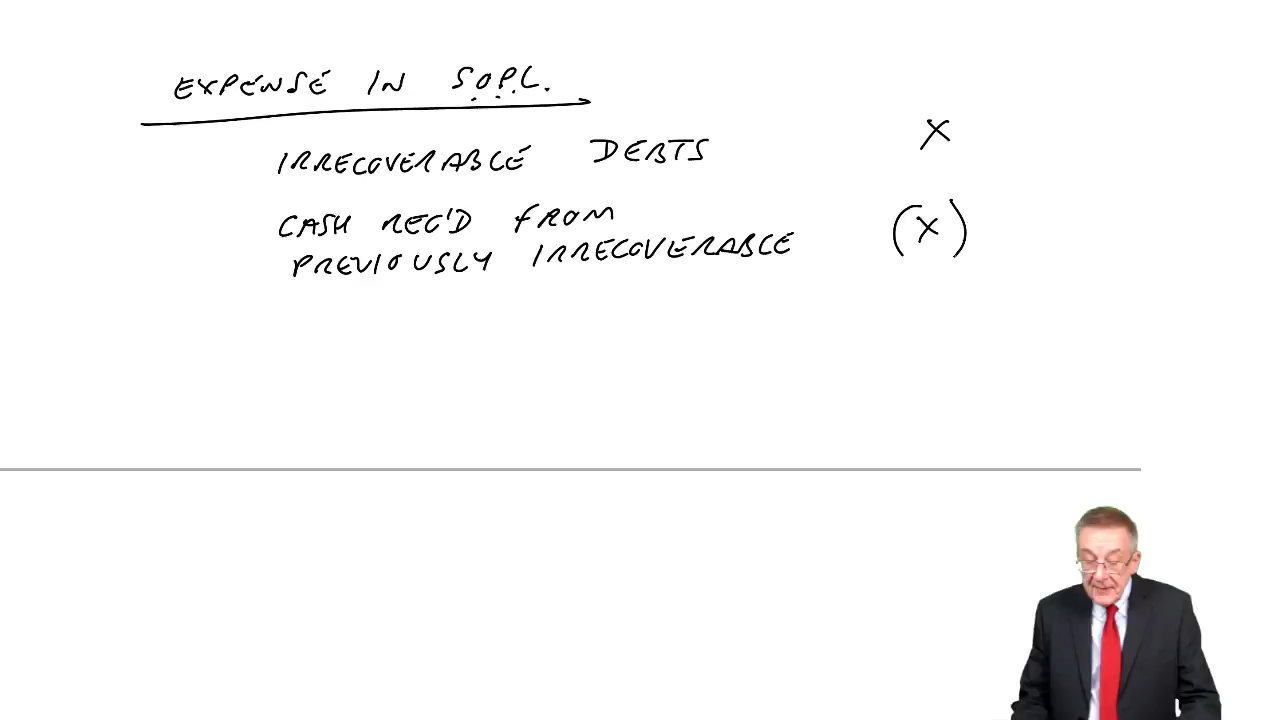 EXPENSE IN S.O.P.L.
IRRECOVERABLE DEBTS X
CASH REC'D FROM
PREVIOUSLY IRRECOVERABLE (X)